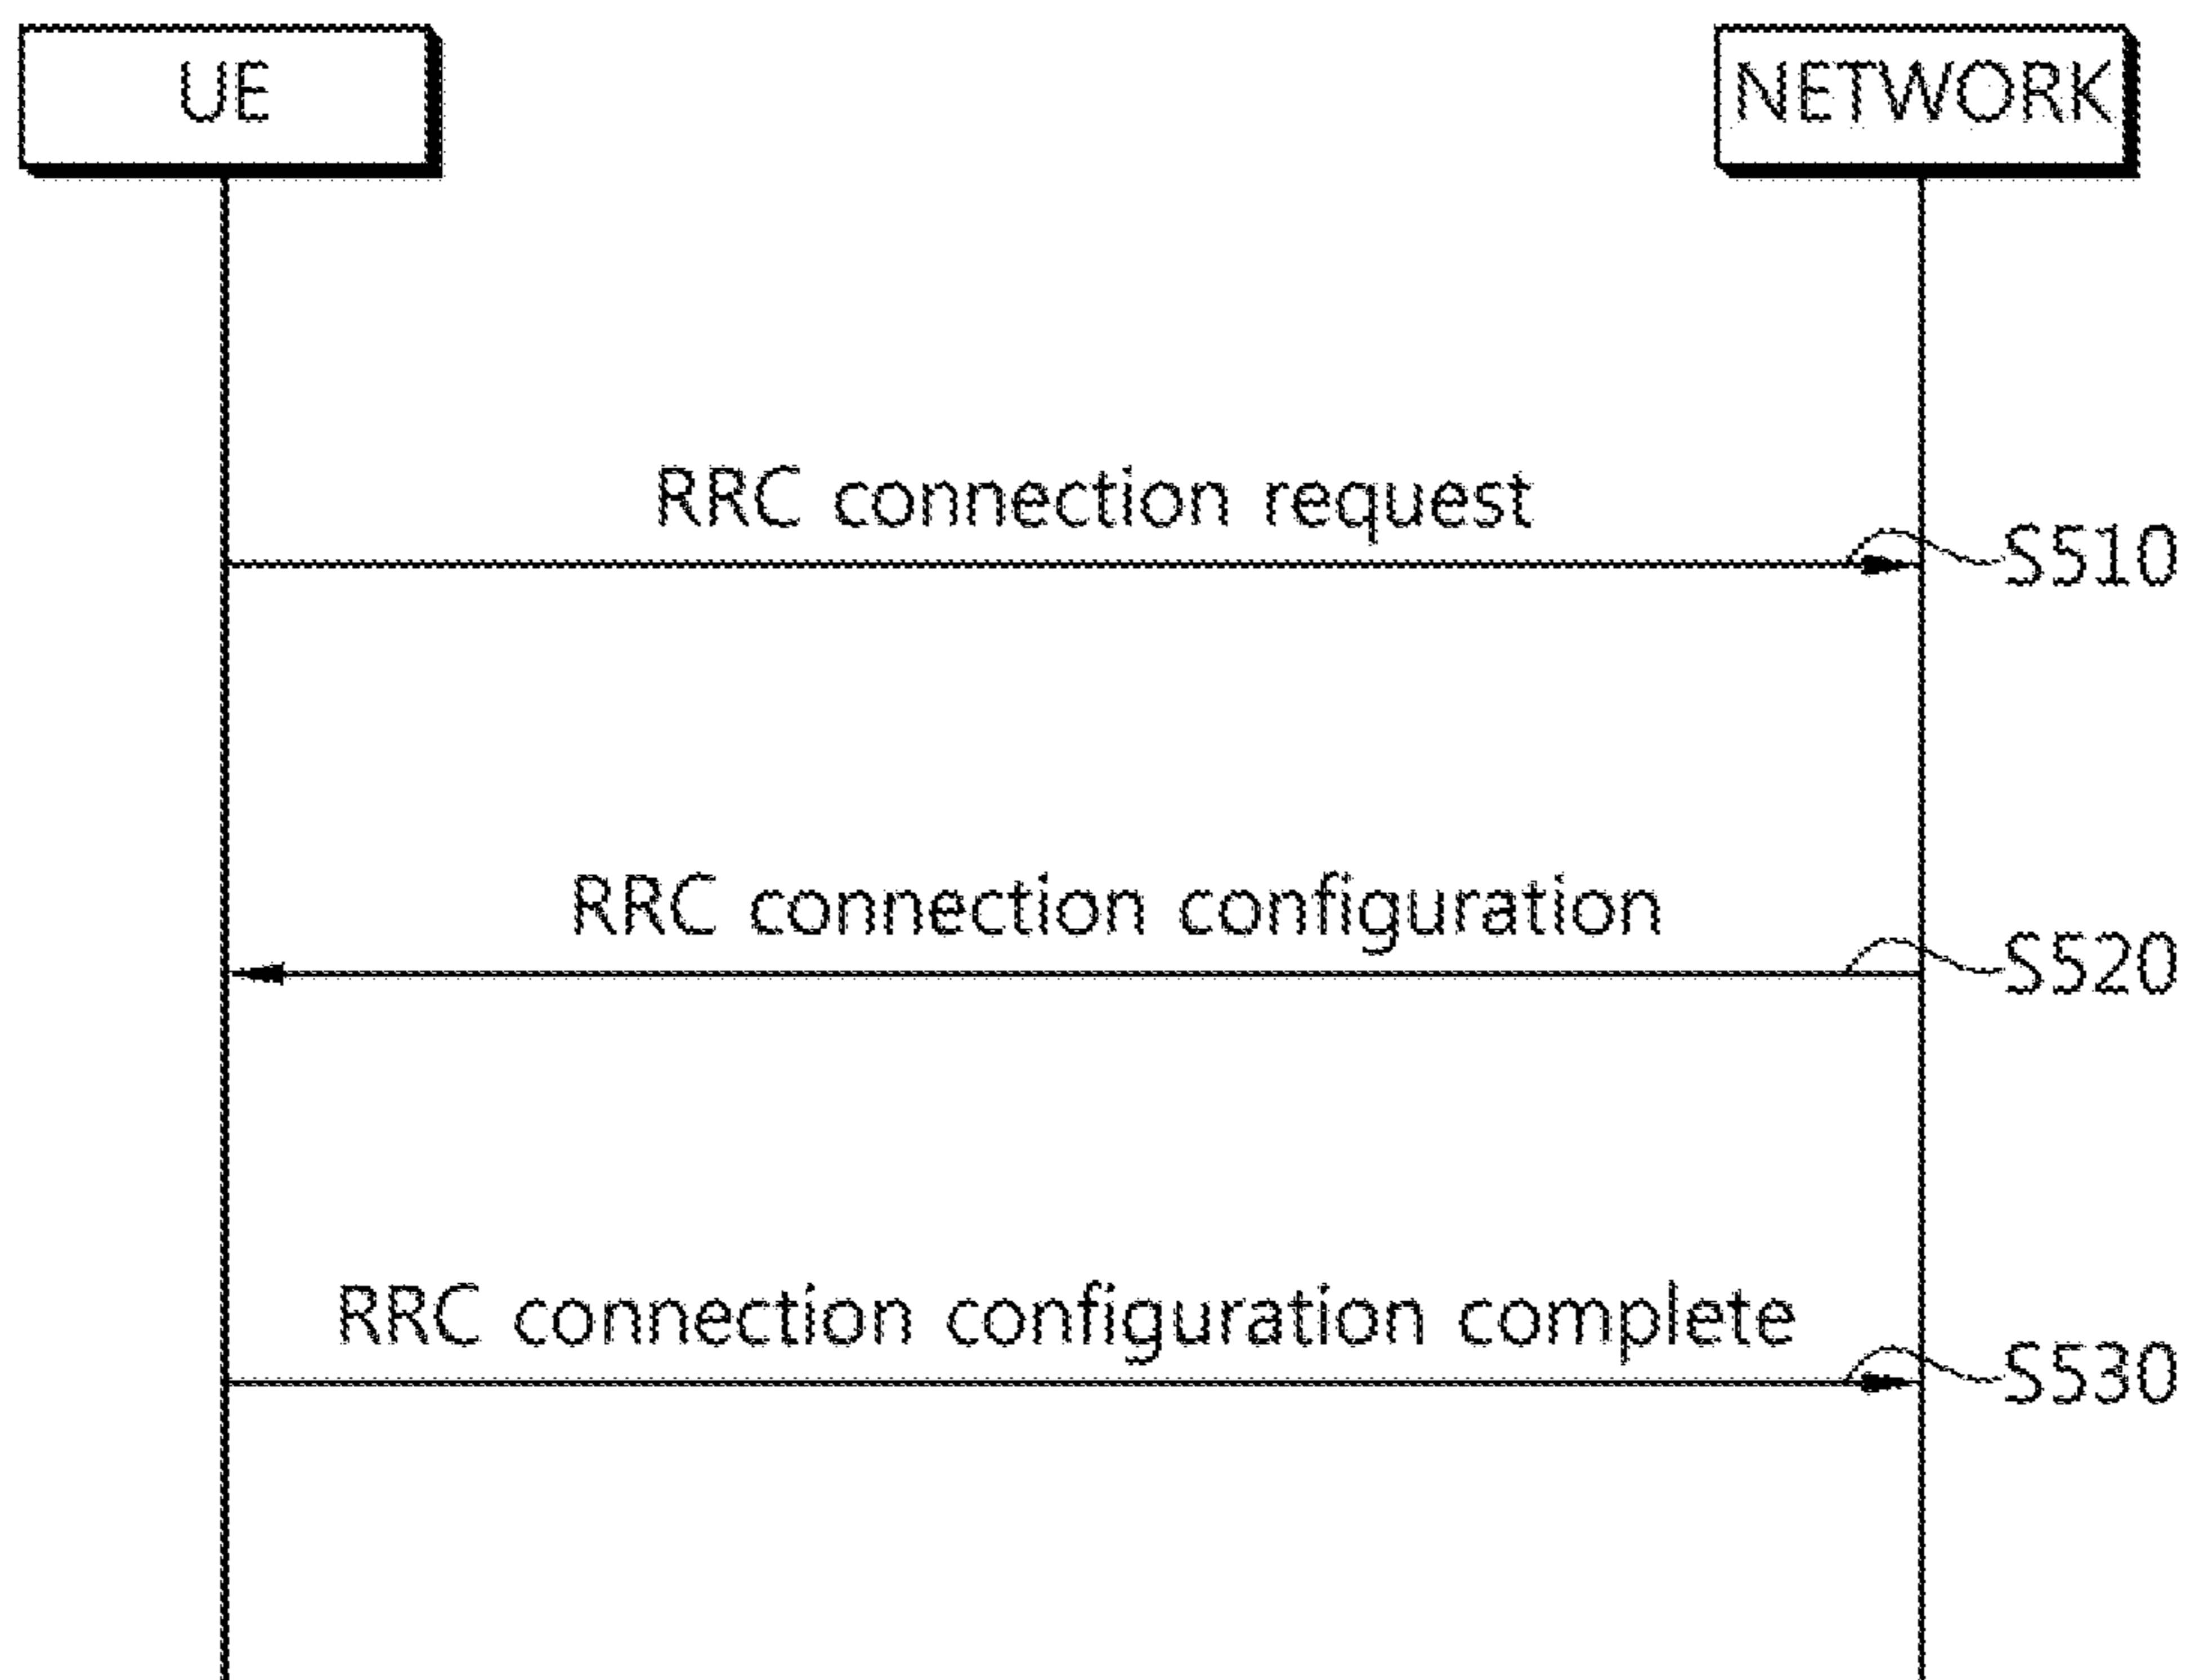 UE
NETWORK
RRC connection request
S510
RRC connection configuration
S520
RRC connection configuration complete
S530